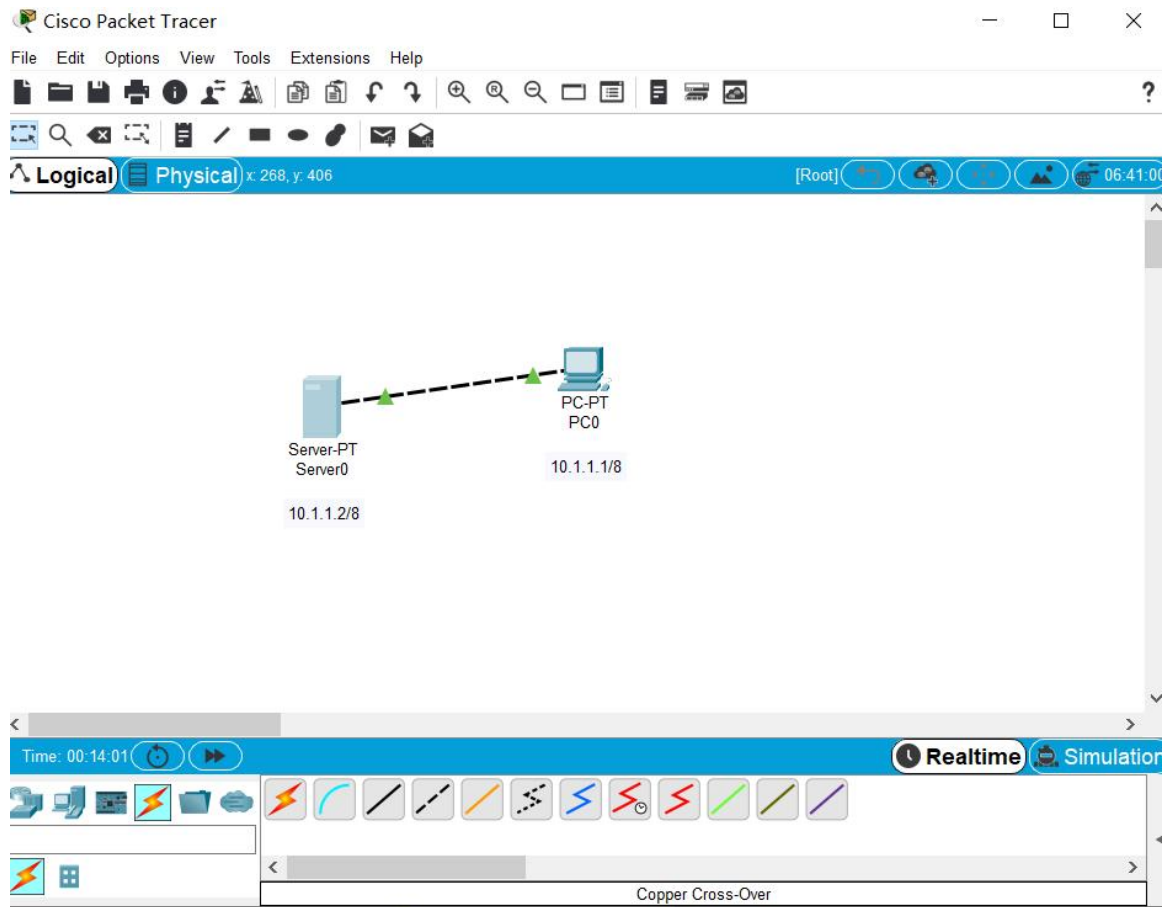 Cisco Packet Tracer
File Edit Options View Tools Extensions Help
?
Logical Physical x: 268, y: 406 [Root] 06:41:00
PC-PT
PC0
10.1.1.1/8
Server-PT
Server0
10.1.1.2/8
Time: 00:14:01 Realtime Simulation
Copper Cross-Over